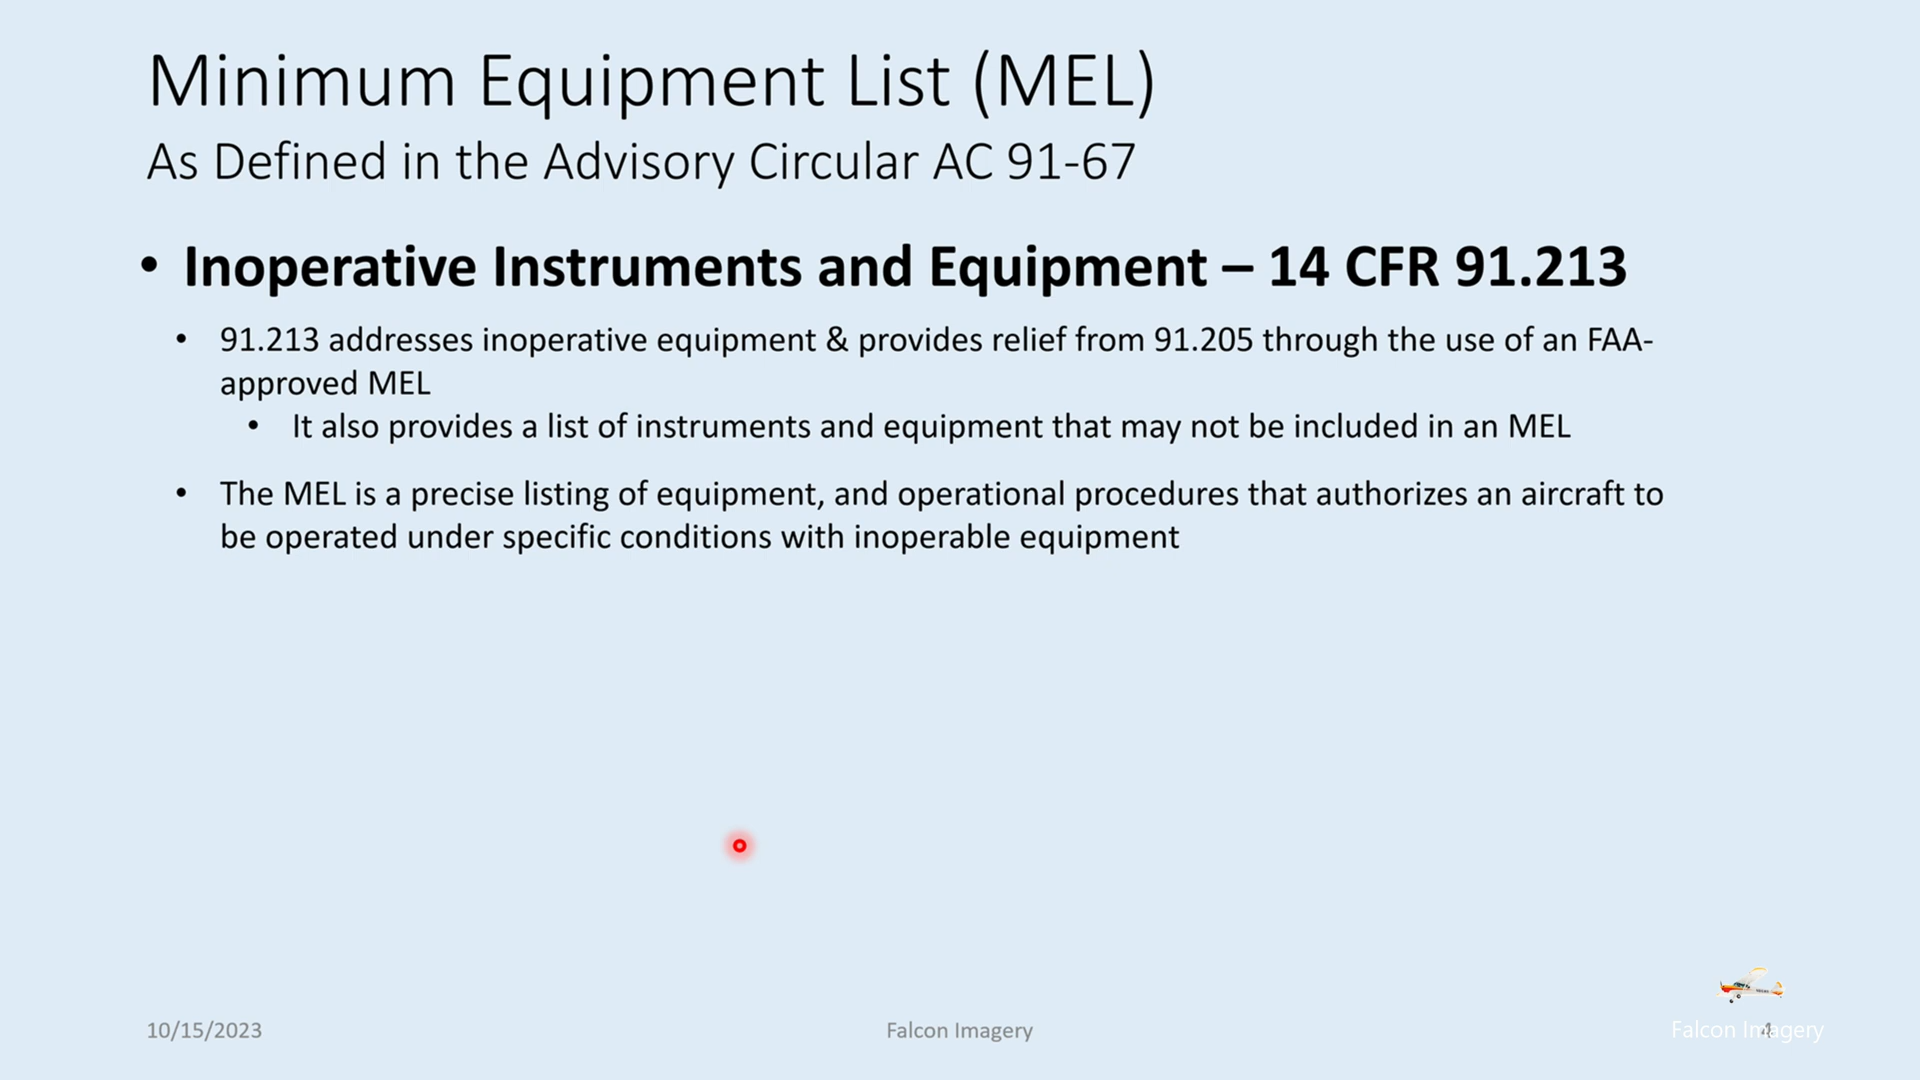 Minimum Equipment List (MEL)
As Defined in the Advisory Circular AC 91-67
• Inoperative Instruments and Equipment – 14 CFR 91.213
• 91.213 addresses inoperative equipment & provides relief from 91.205 through the use of an FAA-
approved MEL
• It also provides a list of instruments and equipment that may not be included in an MEL
• The MEL is a precise listing of equipment, and operational procedures that authorizes an aircraft to
be operated under specific conditions with inoperable equipment
10/15/2023
Falcon Imagery
4
Falcon Imagery